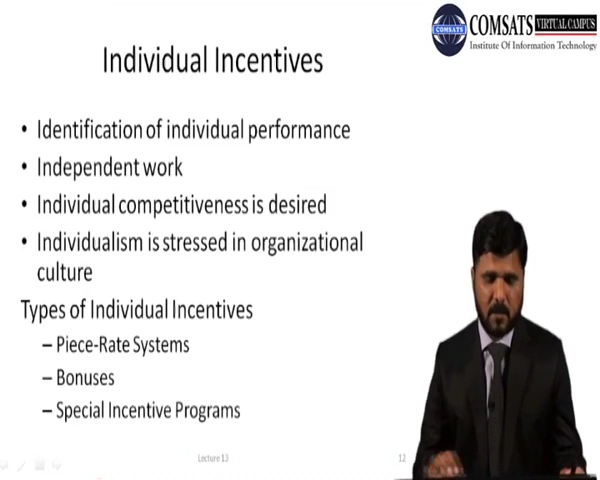 COMSATS VIRTUAL CAMPUS
Institute Of Information Technology
COMSATS
Individual Incentives
• Identification of individual performance
• Independent work
• Individual competitiveness is desired
• Individualism is stressed in organizational
culture
Types of Individual Incentives
– Piece-Rate Systems
– Bonuses
– Special Incentive Programs
Lecture 13
12